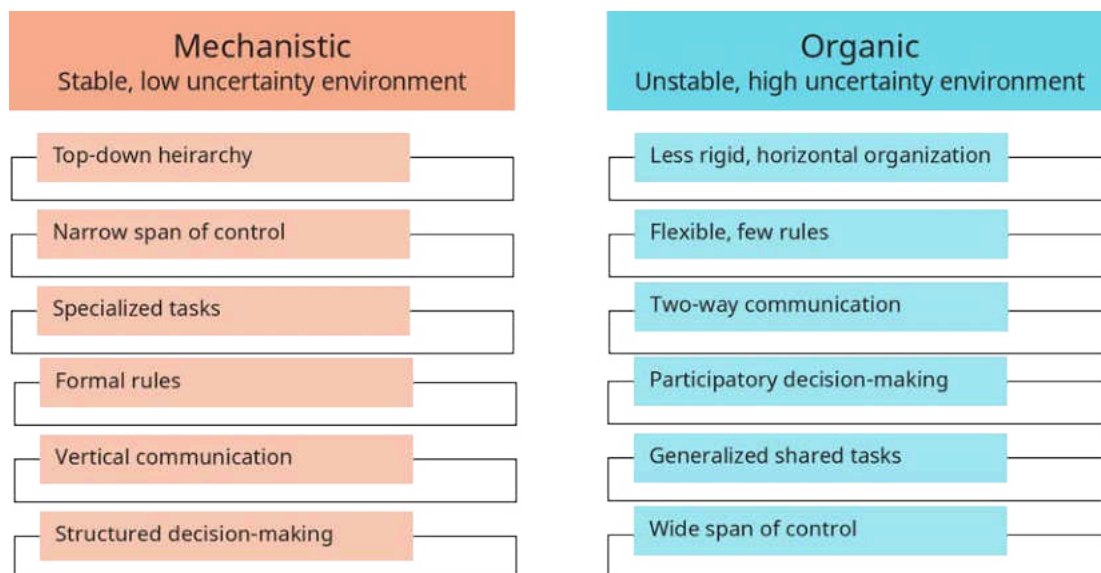 Mechanistic
Stable, low uncertainty environment
Top-down heirarchy
Narrow span of control
Specialized tasks
Formal rules
Vertical communication
Structured decision-making
Organic
Unstable, high uncertainty environment
Less rigid, horizontal organization
Flexible, few rules
Two-way communication
Participatory decision-making
Generalized shared tasks
Wide span of control